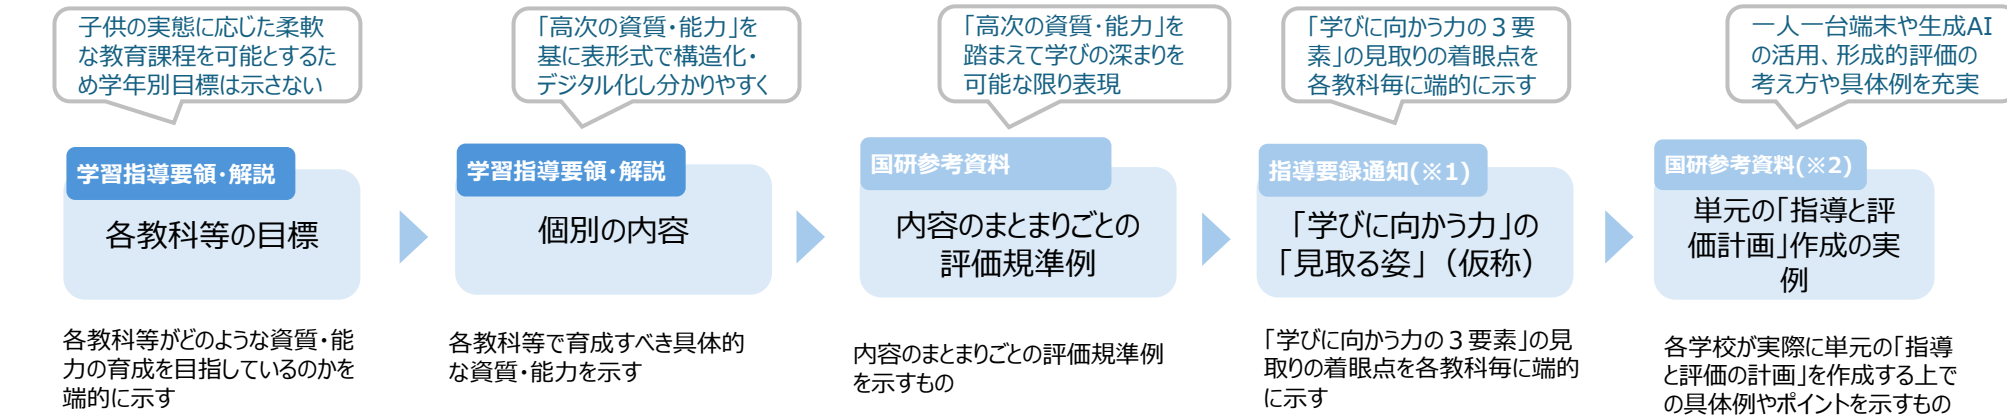 子供の実態に応じた柔軟
な教育課程を可能とするた
め学年別目標は示さない
「高次の資質・能力」を
基に表形式で構造化・
デジタル化し分かりやすく
「高次の資質・能力」を
踏まえて学びの深まりを
可能な限り表現
「学びに向かう力の３要
素」の見取りの着眼点を
各教科毎に端的に示す
一人一台端末や生成AI
の活用、形成的評価の
考え方や具体例を充実
学習指導要領・解説
各教科等の目標
学習指導要領・解説
個別の内容
国研参考資料
内容のまとまりごとの
評価規準例
指導要録通知(※1)
「学びに向かう力」の
「見取る姿」（仮称）
国研参考資料(※2)
単元の「指導と評
価計画」作成の実
例
各教科等がどのような資質・能
力の育成を目指しているのかを
端的に示す
各教科等で育成すべき具体的
な資質・能力を示す
内容のまとまりごとの評価規準例
を示すもの
「学びに向かう力の３要素」の見
取りの着眼点を各教科毎に端的
に示す
各学校が実際に単元の「指導
と評価の計画」を作成する上で
の具体例やポイントを示すもの